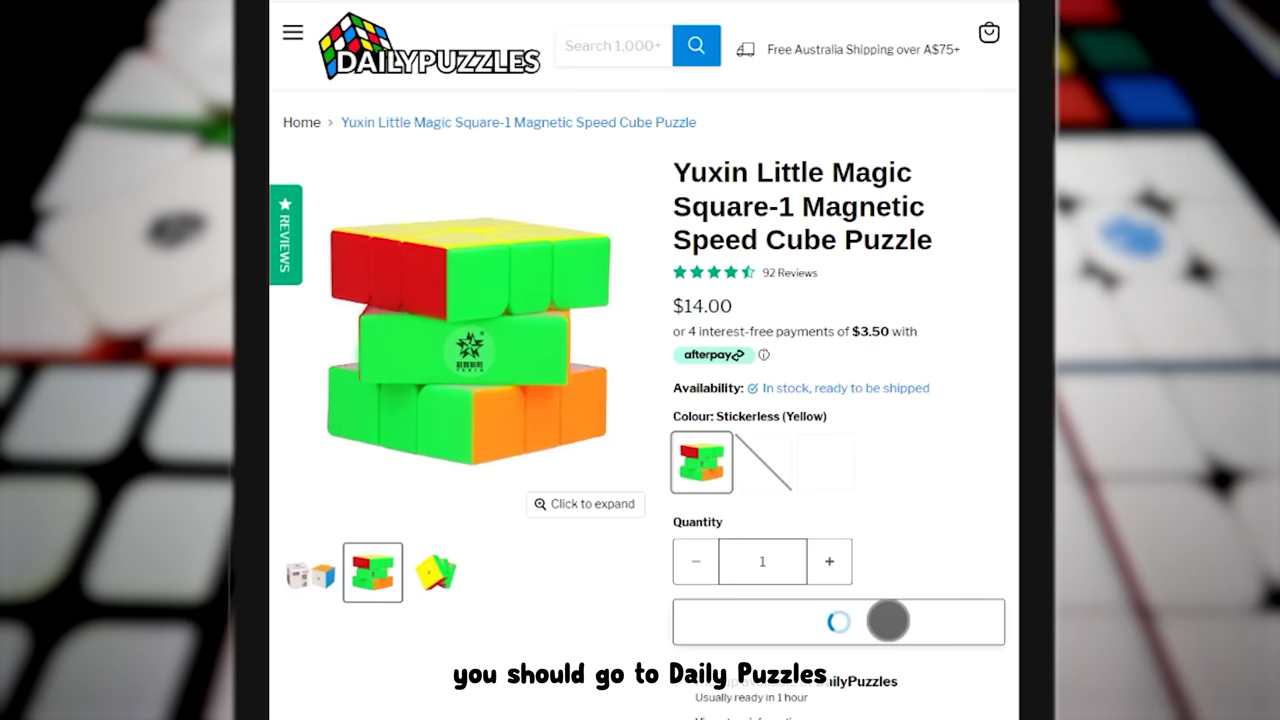 DAILYPUZZLES
Search 1,000+
Free Australia Shipping over A$75+
Home > Yuxin Little Magic Square-1 Magnetic Speed Cube Puzzle
★ REVIEWS
Yuxin Little Magic
Square-1 Magnetic
Speed Cube Puzzle
92 Reviews
$14.00
or 4 interest-free payments of $3.50 with
afterpay
Availability: In stock, ready to be shipped
Colour: Stickerless (Yellow)
Click to expand
Quantity
− 1 +
you should go to Daily Puzzles
ilyPuzzles
Usually ready in 1 hour